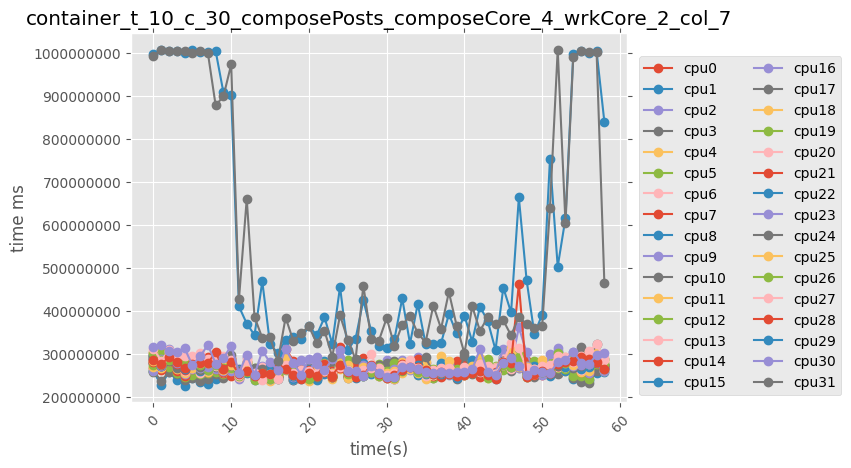 container_t_10_c_30_composePosts_composeCore_4_wrkCore_2_col_7
time ms
1000000000
900000000
800000000
700000000
600000000
500000000
400000000
300000000
200000000
0
10
20
30
40
50
60
time(s)
cpu0
cpu1
cpu2
cpu3
cpu4
cpu5
cpu6
cpu7
cpu8
cpu9
cpu10
cpu11
cpu12
cpu13
cpu14
cpu15
cpu16
cpu17
cpu18
cpu19
cpu20
cpu21
cpu22
cpu23
cpu24
cpu25
cpu26
cpu27
cpu28
cpu29
cpu30
cpu31